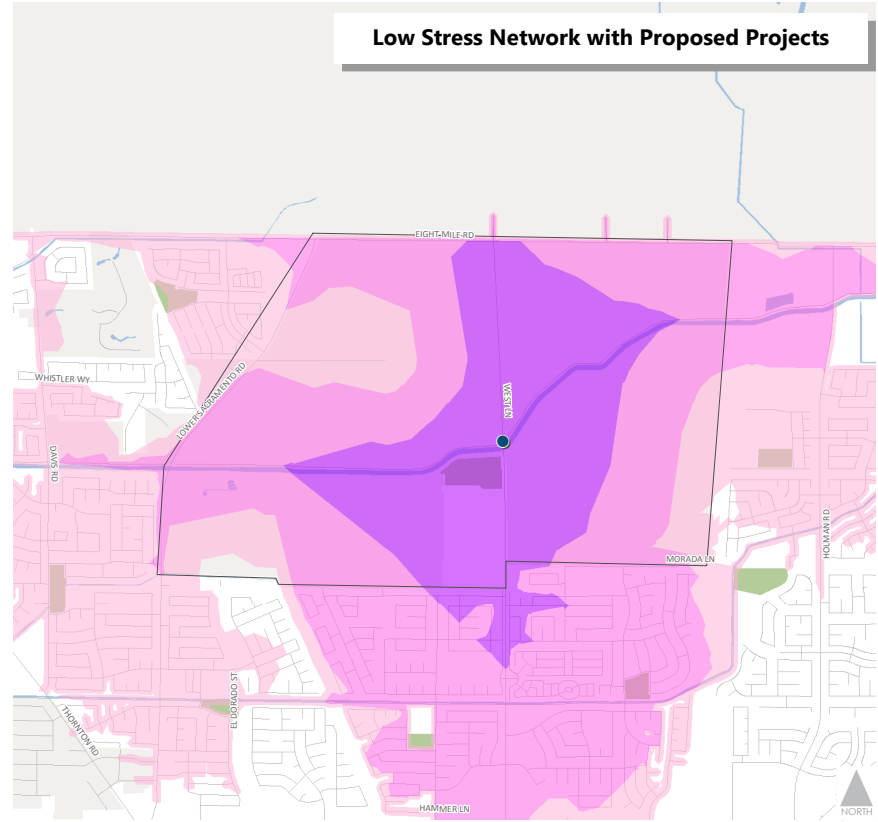 Low Stress Network with Proposed Projects
EIGHT MILE RD
LOWER SACRAMENTO RD
WHISTLER WY
WEST LN
DAVIS RD
MORADA LN
HOLMAN RD
EL DORADO ST
THORNTON RD
HAMMER LN
NORTH